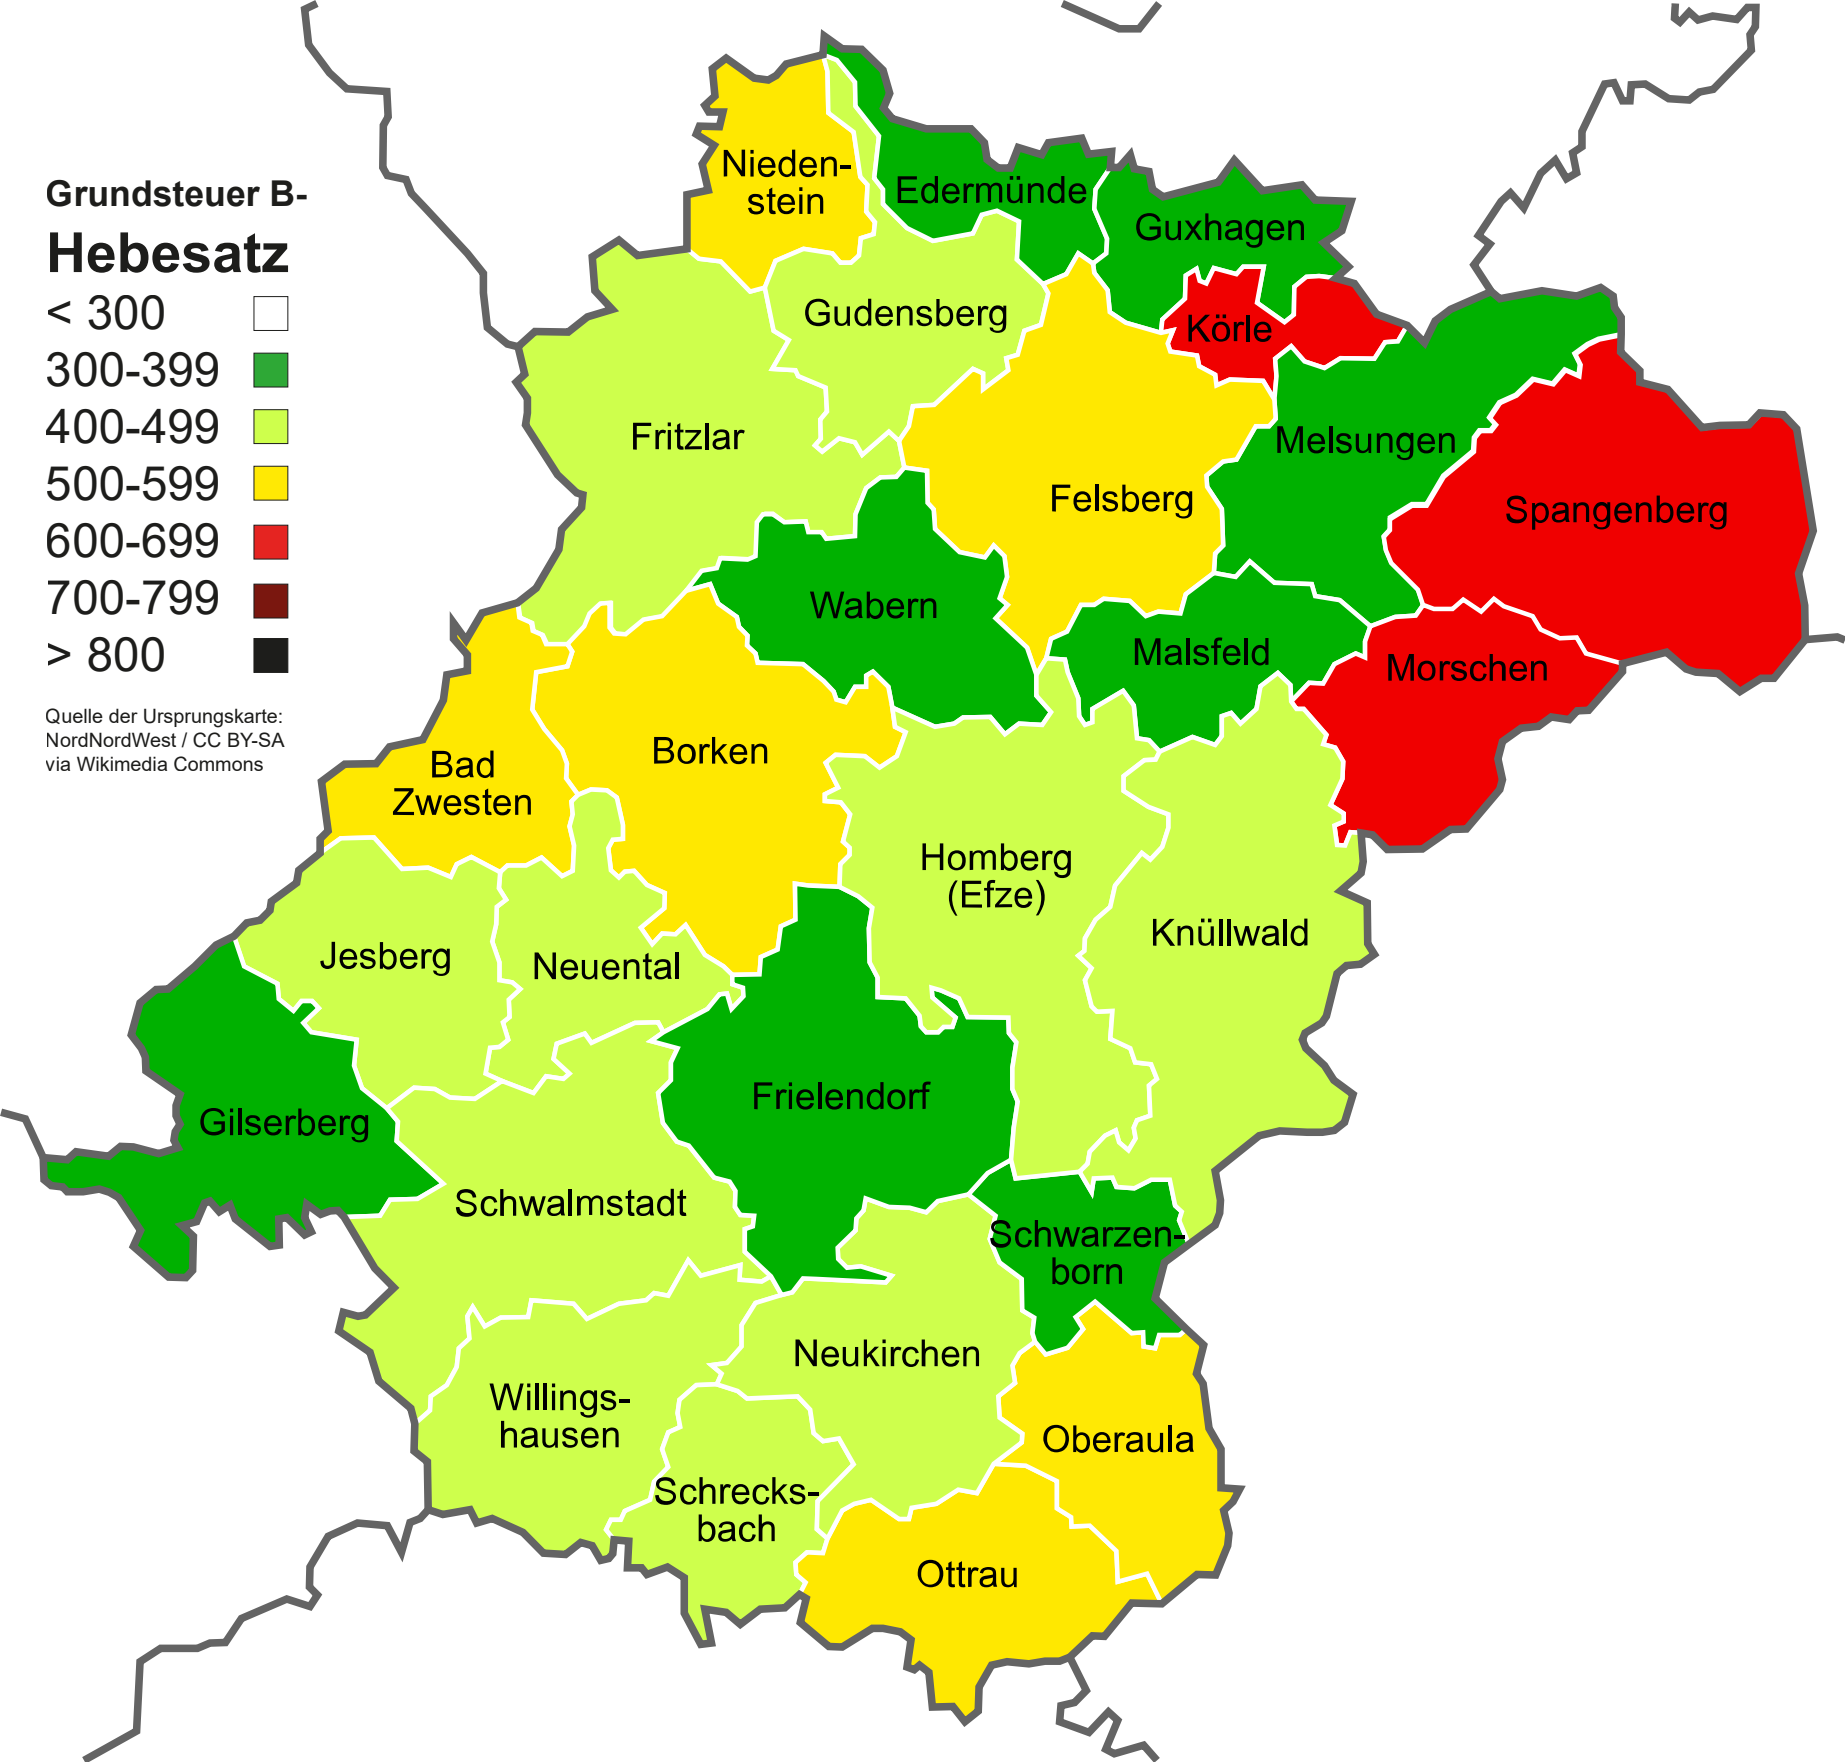 Grundsteuer B-
Hebesatz
< 300
300-399
400-499
500-599
600-699
700-799
> 800
Quelle der Ursprungskarte:
NordNordWest / CC BY-SA
via Wikimedia Commons
Nieden-
stein
Edermünde
Guxhagen
Gudensberg
Körle
Fritzlar
Melsungen
Felsberg
Spangenberg
Wabern
Malsfeld
Morschen
Borken
Bad
Zwesten
Homberg
(Efze)
Knüllwald
Jesberg
Neuental
Frielendorf
Gilserberg
Schwalmstadt
Schwarzen-
born
Neukirchen
Willings-
hausen
Oberaula
Schrecks-
bach
Ottrau